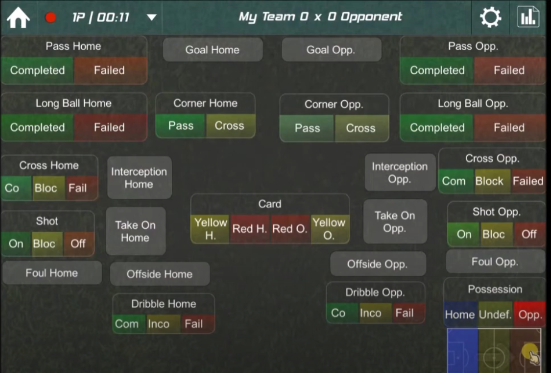 1P | 00:11 My Team 0 x 0 Opponent
Pass Home
Completed Failed
Goal Home
Goal Opp.
Pass Opp.
Completed Failed
Long Ball Home
Completed Failed
Corner Home
Pass Cross
Corner Opp.
Pass Cross
Long Ball Opp.
Completed Failed
Cross Home
Co Bloc Fail
Interception
Home
Interception
Opp.
Cross Opp.
Com Block Failed
Shot
On Bloc Off
Take On
Home
Card
Yellow
H. Red H. Red O. Yellow
O.
Take On
Opp.
Shot Opp.
On Bloc Off
Foul Home
Offside Home
Offside Opp.
Foul Opp.
Dribble Home
Com Inco Fail
Dribble Opp.
Co Inco Fail
Possession
Home Undef. Opp.